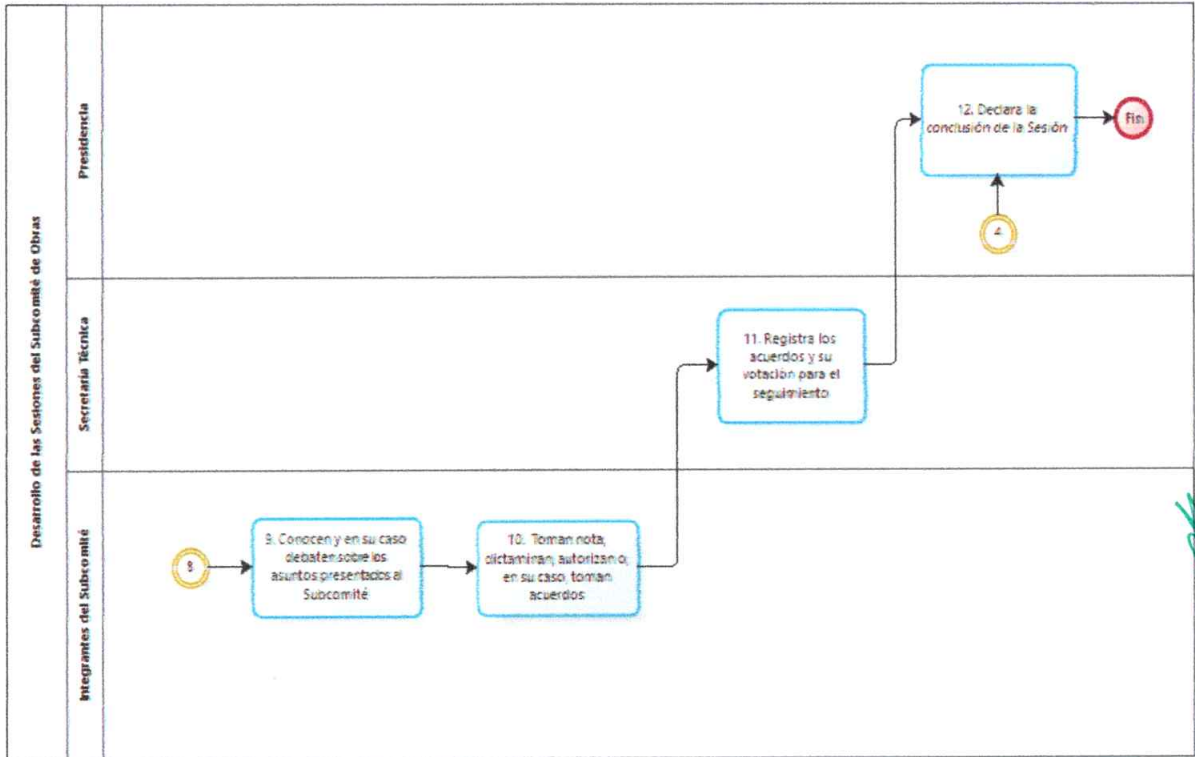 Desarrollo de las Sesiones del Subcomité de Obras
Presidencia
12. Declara la
conclusión de la Sesión
Fin
4
Secretaría Técnica
11. Registra los
acuerdos y su
votación para el
seguimiento
Integrantes del Subcomité
8
9. Conocen y en su caso
debaten sobre los
asuntos presentados al
Subcomité
10. Toman nota,
dictaminan, autorizan o,
en su caso, toman
acuerdos